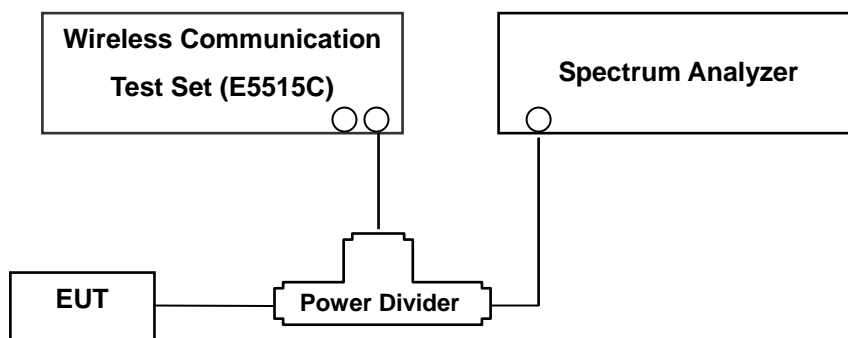 Wireless Communication
Test Set (E5515C)
Spectrum Analyzer
EUT
Power Divider